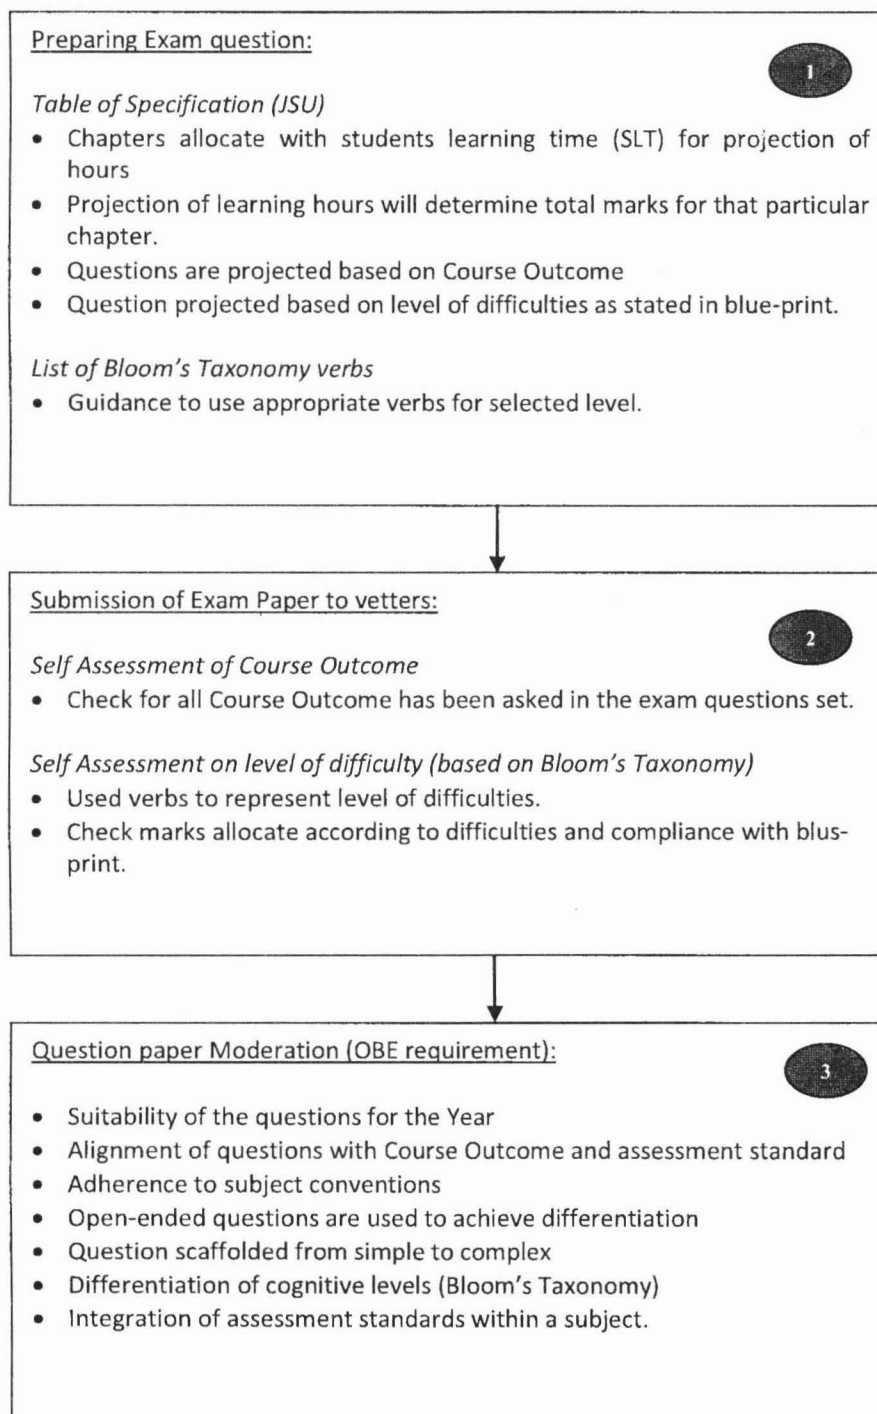 Preparing Exam question:
1
Table of Specification (JSU)
• Chapters allocate with students learning time (SLT) for projection of
hours
• Projection of learning hours will determine total marks for that particular
chapter.
• Questions are projected based on Course Outcome
• Question projected based on level of difficulties as stated in blue-print.
List of Bloom's Taxonomy verbs
• Guidance to use appropriate verbs for selected level.
Submission of Exam Paper to vetters:
2
Self Assessment of Course Outcome
• Check for all Course Outcome has been asked in the exam questions set.
Self Assessment on level of difficulty (based on Bloom's Taxonomy)
• Used verbs to represent level of difficulties.
• Check marks allocate according to difficulties and compliance with blus-
print.
Question paper Moderation (OBE requirement):
3
• Suitability of the questions for the Year
• Alignment of questions with Course Outcome and assessment standard
• Adherence to subject conventions
• Open-ended questions are used to achieve differentiation
• Question scaffolded from simple to complex
• Differentiation of cognitive levels (Bloom's Taxonomy)
• Integration of assessment standards within a subject.